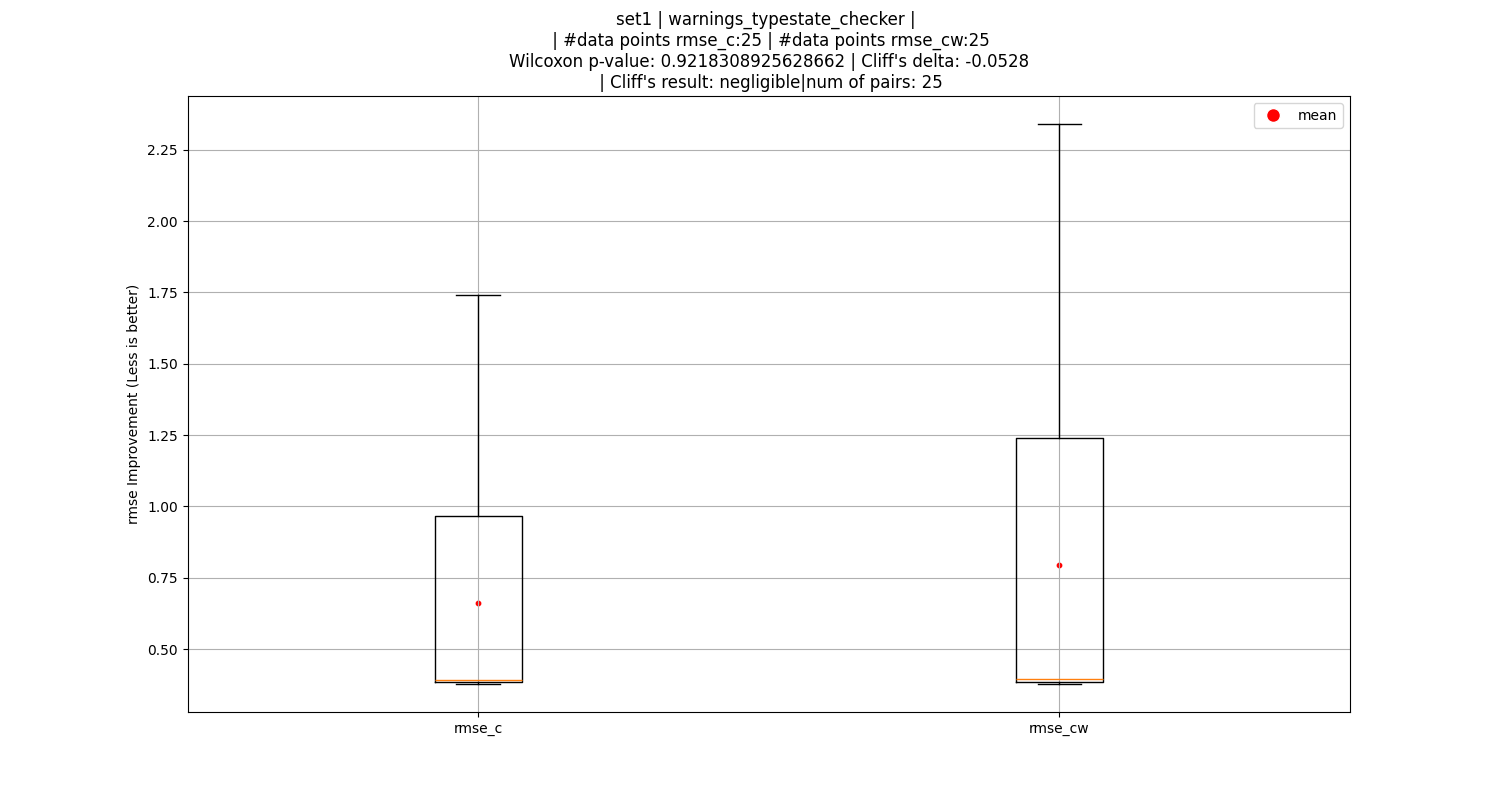 set1 | warnings_typestate_checker |
| #data points rmse_c:25 | #data points rmse_cw:25
Wilcoxon p-value: 0.9218308925628662 | Cliff's delta: -0.0528
| Cliff's result: negligible|num of pairs: 25
mean
2.25
2.00
1.75
1.50
1.25
1.00
0.75
0.50
rmse Improvement (Less is better)
rmse_c
rmse_cw